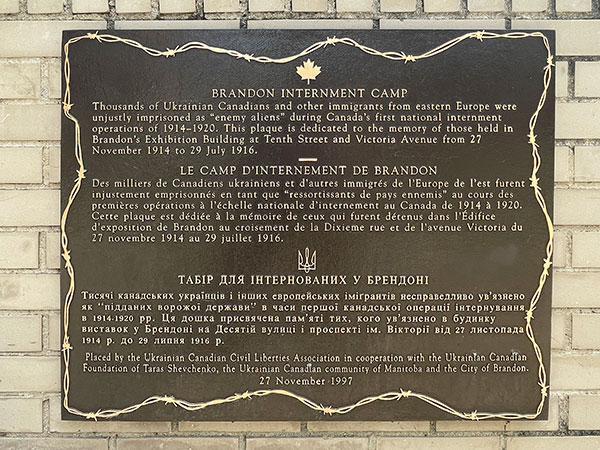 BRANDON INTERNMENT CAMP
Thousands of Ukrainian Canadians and other immigrants from eastern Europe were
unjustly imprisoned as "enemy aliens" during Canada's first national internment
operations of 1914–1920. This plaque is dedicated to the memory of those held in
Brandon's Exhibition Building at Tenth Street and Victoria Avenue from 27
November 1914 to 29 July 1916.
LE CAMP D'INTERNEMENT DE BRANDON
Des milliers de Canadiens ukrainiens et d'autres immigrés de l'Europe de l'est furent
injustement emprisonnés en tant que "ressortissants de pays ennemis" au cours des
premières opérations à l'échelle nationale d'internement au Canada de 1914 à 1920.
Cette plaque est dédiée à la mémoire de ceux qui furent détenus dans l'Édifice
d'exposition de Brandon au croisement de la Dixieme rue et de l'avenue Victoria du
27 novembre 1914 au 29 juillet 1916.
ТАБІР ДЛЯ ІНТЕРНОВАНИХ У БРЕНДОНІ
Тисячі канадських українців і інших европейських імігрантів несправедливо ув'язнено
як "підданих ворожої держави" в часи першої канадської операції інтернування
в 1914-1920 рр. Ця дошка присвячена пам'яті тих, кого ув'язнено в будинку
виставок у Брендоні на Десятій вулиці і проспекті ім. Вікторії від 27 листопада
1914 р. до 29 липня 1916 р.
Placed by the Ukrainian Canadian Civil Liberties Association in cooperation with the Ukrainian Canadian
Foundation of Taras Shevchenko, the Ukrainian Canadian community of Manitoba and the City of Brandon.
27 November 1997